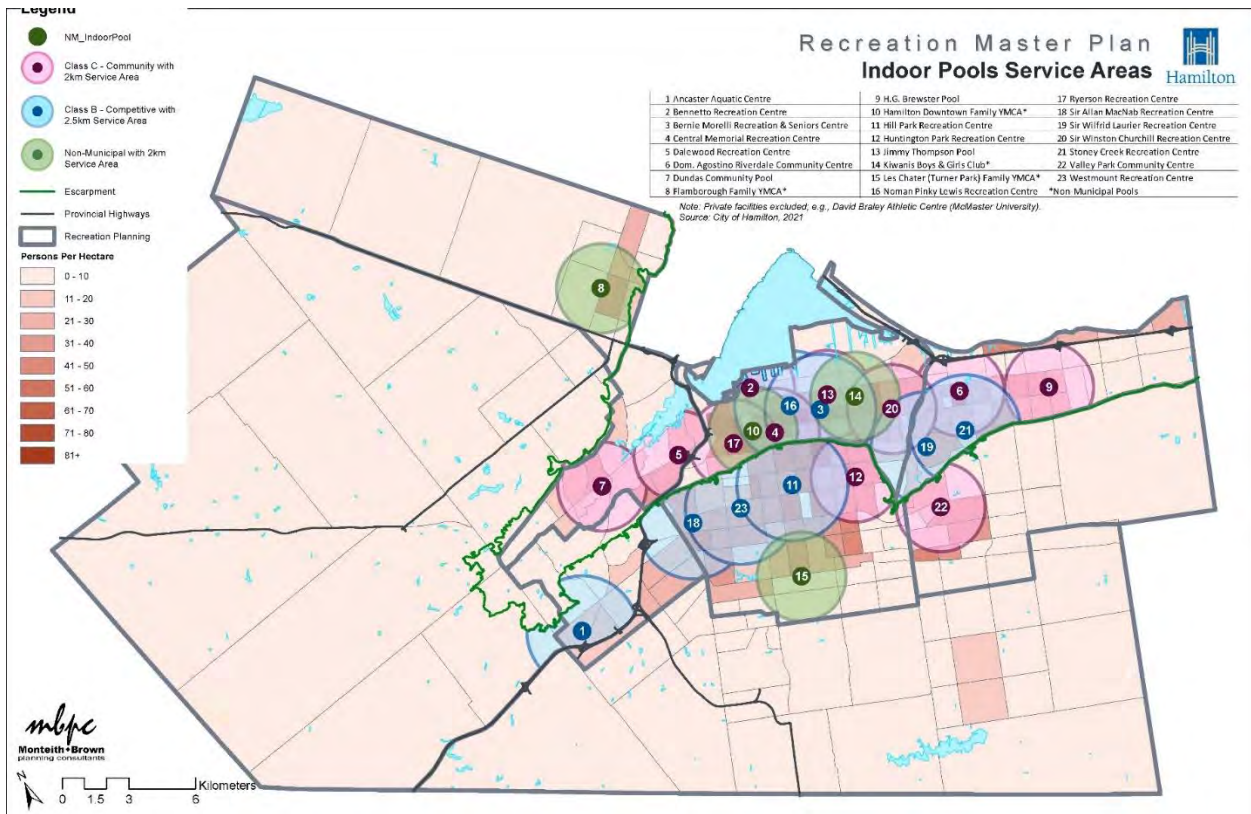 Legend
NM_IndoorPool
Class C - Community with
2km Service Area
Class B - Competitive with
2.5km Service Area
Non-Municipal with 2km
Service Area
Escarpment
Provincial Highways
Recreation Planning
Persons Per Hectare
0 - 10
11 - 20
21 - 30
31 - 40
41 - 50
51 - 60
61 - 70
71 - 80
81+
Recreation Master Plan
Indoor Pools Service Areas
Hamilton
1 Ancaster Aquatic Centre
2 Bennetto Recreation Centre
3 Bernie Morelli Recreation & Seniors Centre
4 Central Memorial Recreation Centre
5 Dalewood Recreation Centre
6 Dom. Agostino Riverdale Community Centre
7 Dundas Community Pool
8 Flamborough Family YMCA*
9 H.G. Brewster Pool
10 Hamilton Downtown Family YMCA*
11 Hill Park Recreation Centre
12 Huntington Park Recreation Centre
13 Jimmy Thompson Pool
14 Kiwanis Boys & Girls Club*
15 Les Chater (Turner Park) Family YMCA*
16 Noman Pinky Lewis Recreation Centre
17 Ryerson Recreation Centre
18 Sir Allan MacNab Recreation Centre
19 Sir Wilfrid Laurier Recreation Centre
20 Sir Winston Churchill Recreation Centre
21 Stoney Creek Recreation Centre
22 Valley Park Community Centre
23 Westmount Recreation Centre
*Non-Municipal Pools
Note: Private facilities excluded; e.g., David Braley Athletic Centre (McMaster University).
Source: City of Hamilton, 2021
8
2
16
13
3
14
20
6
9
10
4
17
5
19
21
7
11
12
22
18
23
15
1
mbpc
Monteith+Brown
planning consultants
N
0 1.5 3 6
Kilometers